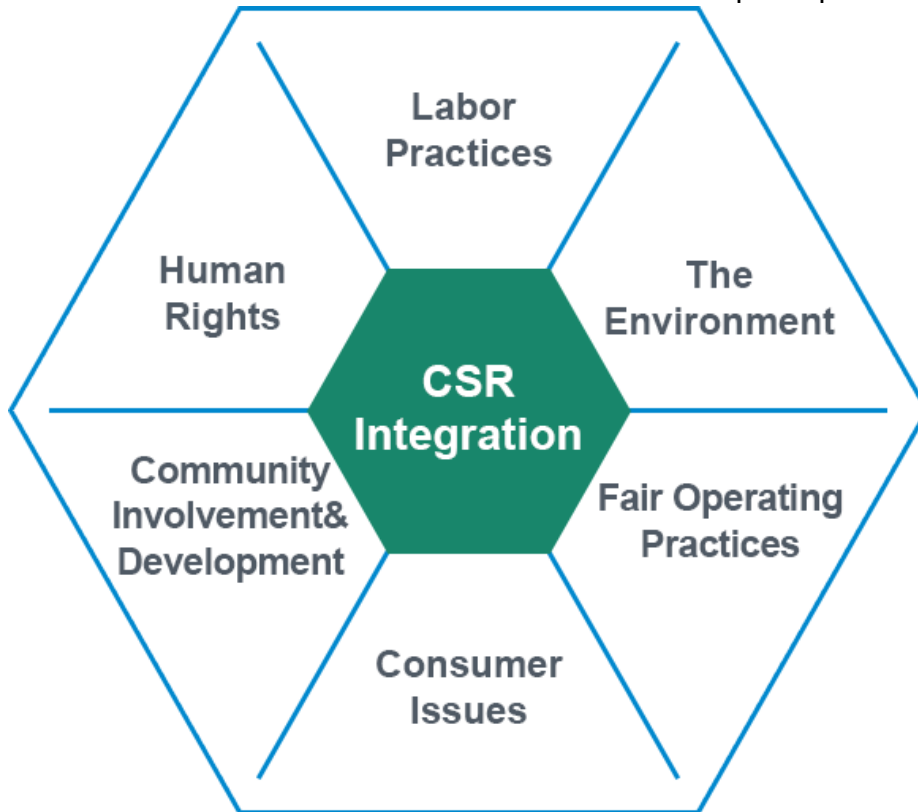 Labor
Practices
Human
Rights
The
Environment
CSR
Integration
Community
Involvement&
Development
Fair Operating
Practices
Consumer
Issues